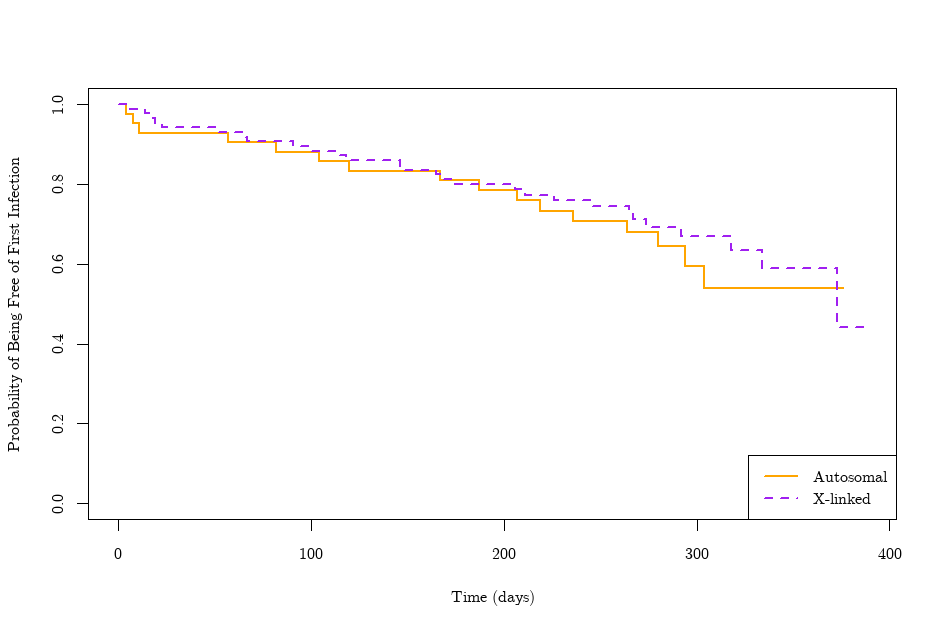 Probability of Being Free of First Infection
1.0
0.8
0.6
0.4
0.2
0.0
Autosomal
X-linked
0 100 200 300 400
Time (days)